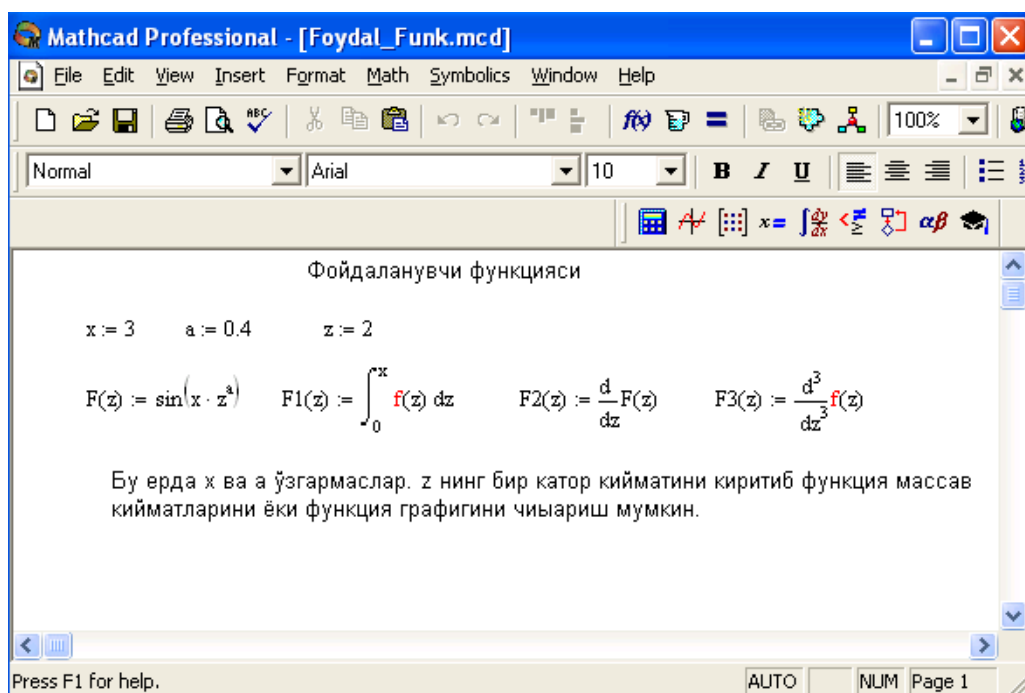 Mathcad Professional - [Foydal_Funk.mcd]
File Edit View Insert Format Math Symbolics Window Help
100%
Normal Arial 10 B I U
Фойдаланувчи функцияси
x := 3 a := 0.4 z := 2
F(z) := sin(x · z^a) F1(z) := ∫_0^x f(z) dz F2(z) := d/dz F(z) F3(z) := d^3/dz^3 f(z)
Бу ерда x ва а ўзгармаслар. z нинг бир катор кийматини киритиб функция массав
кийматларини ёки функция графигини чиыариш мумкин.
Press F1 for help. AUTO NUM Page 1